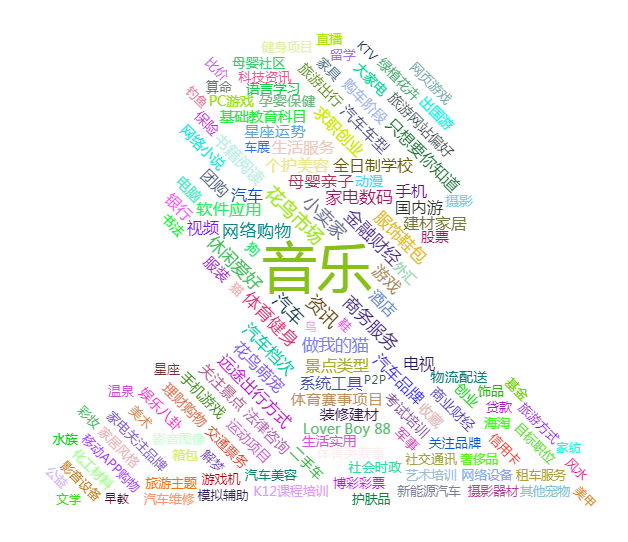 直播
健身项目
KTV
留学
母婴社区
绿植花卉
比价
家具
大家电
网页游戏
科技资讯
旅游出行
算命
语言学习
购车阶段
出国游
钓鱼
PC游戏
孕婴保健
旅游网站偏好
保险
基础教育科目
求职创业
汽车车型
星座运势
只想要你知道
网络小说
车展
生活服务
书籍阅读
个护美容
全日制学校
团购
母婴亲子
动漫
电脑
汽车
家电数码
手机
摄影
银行
软件应用
花鸟市场
小卖家
国内游
书法
视频
网络购物
金融财经
服饰鞋包
建材家居
股票
狗
休闲爱好
音乐
服装
游戏
外汇
猫
体育健身
汽车
资讯
酒店
鸟
鞋
商务服务
汽车档次
做我的猫
花鸟萌宠
景点类型
汽车品牌
电视
星座
远途出行方式
系统工具
P2P
物流配送
关注景点
手机游戏
创业
饰品
基金
温泉
娱乐八卦
理财购物
体育赛事项目
考试培训
收藏
商业财经
贷款
旅游方式
彩妆
美术
法律咨询
装修建材
海淘
家电关注品牌
运动项目
Lover Boy 88
军事
目标职位
水族
移动APP购物
家居风格
影音图像
交通票务
生活实用
关注品牌
信用卡
家纺
化工材料
箱包
解梦
二手车
体育类赛事
社交通讯
奢侈品
风水
公益
影音设备
旅游主题
游戏机
汽车美容
社会时政
艺术培训
网络设备
租车服务
博彩彩票
文学
早教
汽车维修
模拟辅助
K12课程培训
护肤品
新能源汽车
摄影器材
其他宠物
美甲